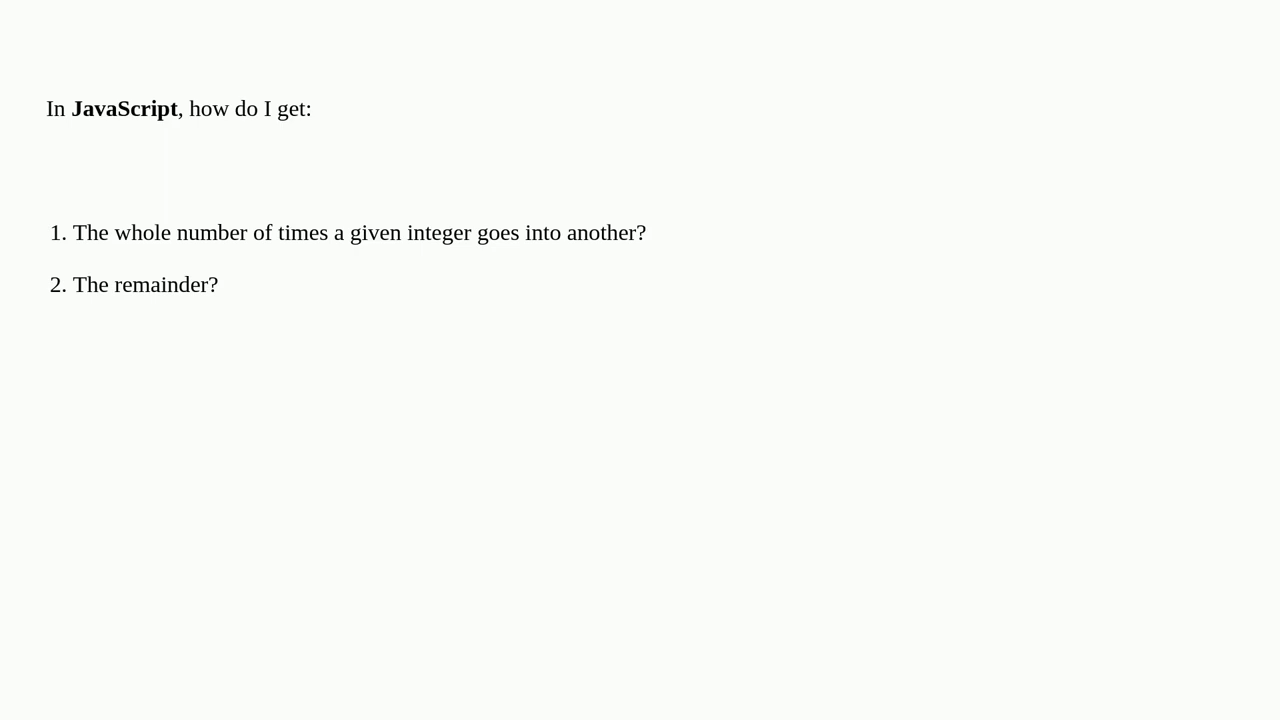 In JavaScript, how do I get:
1. The whole number of times a given integer goes into another?
2. The remainder?